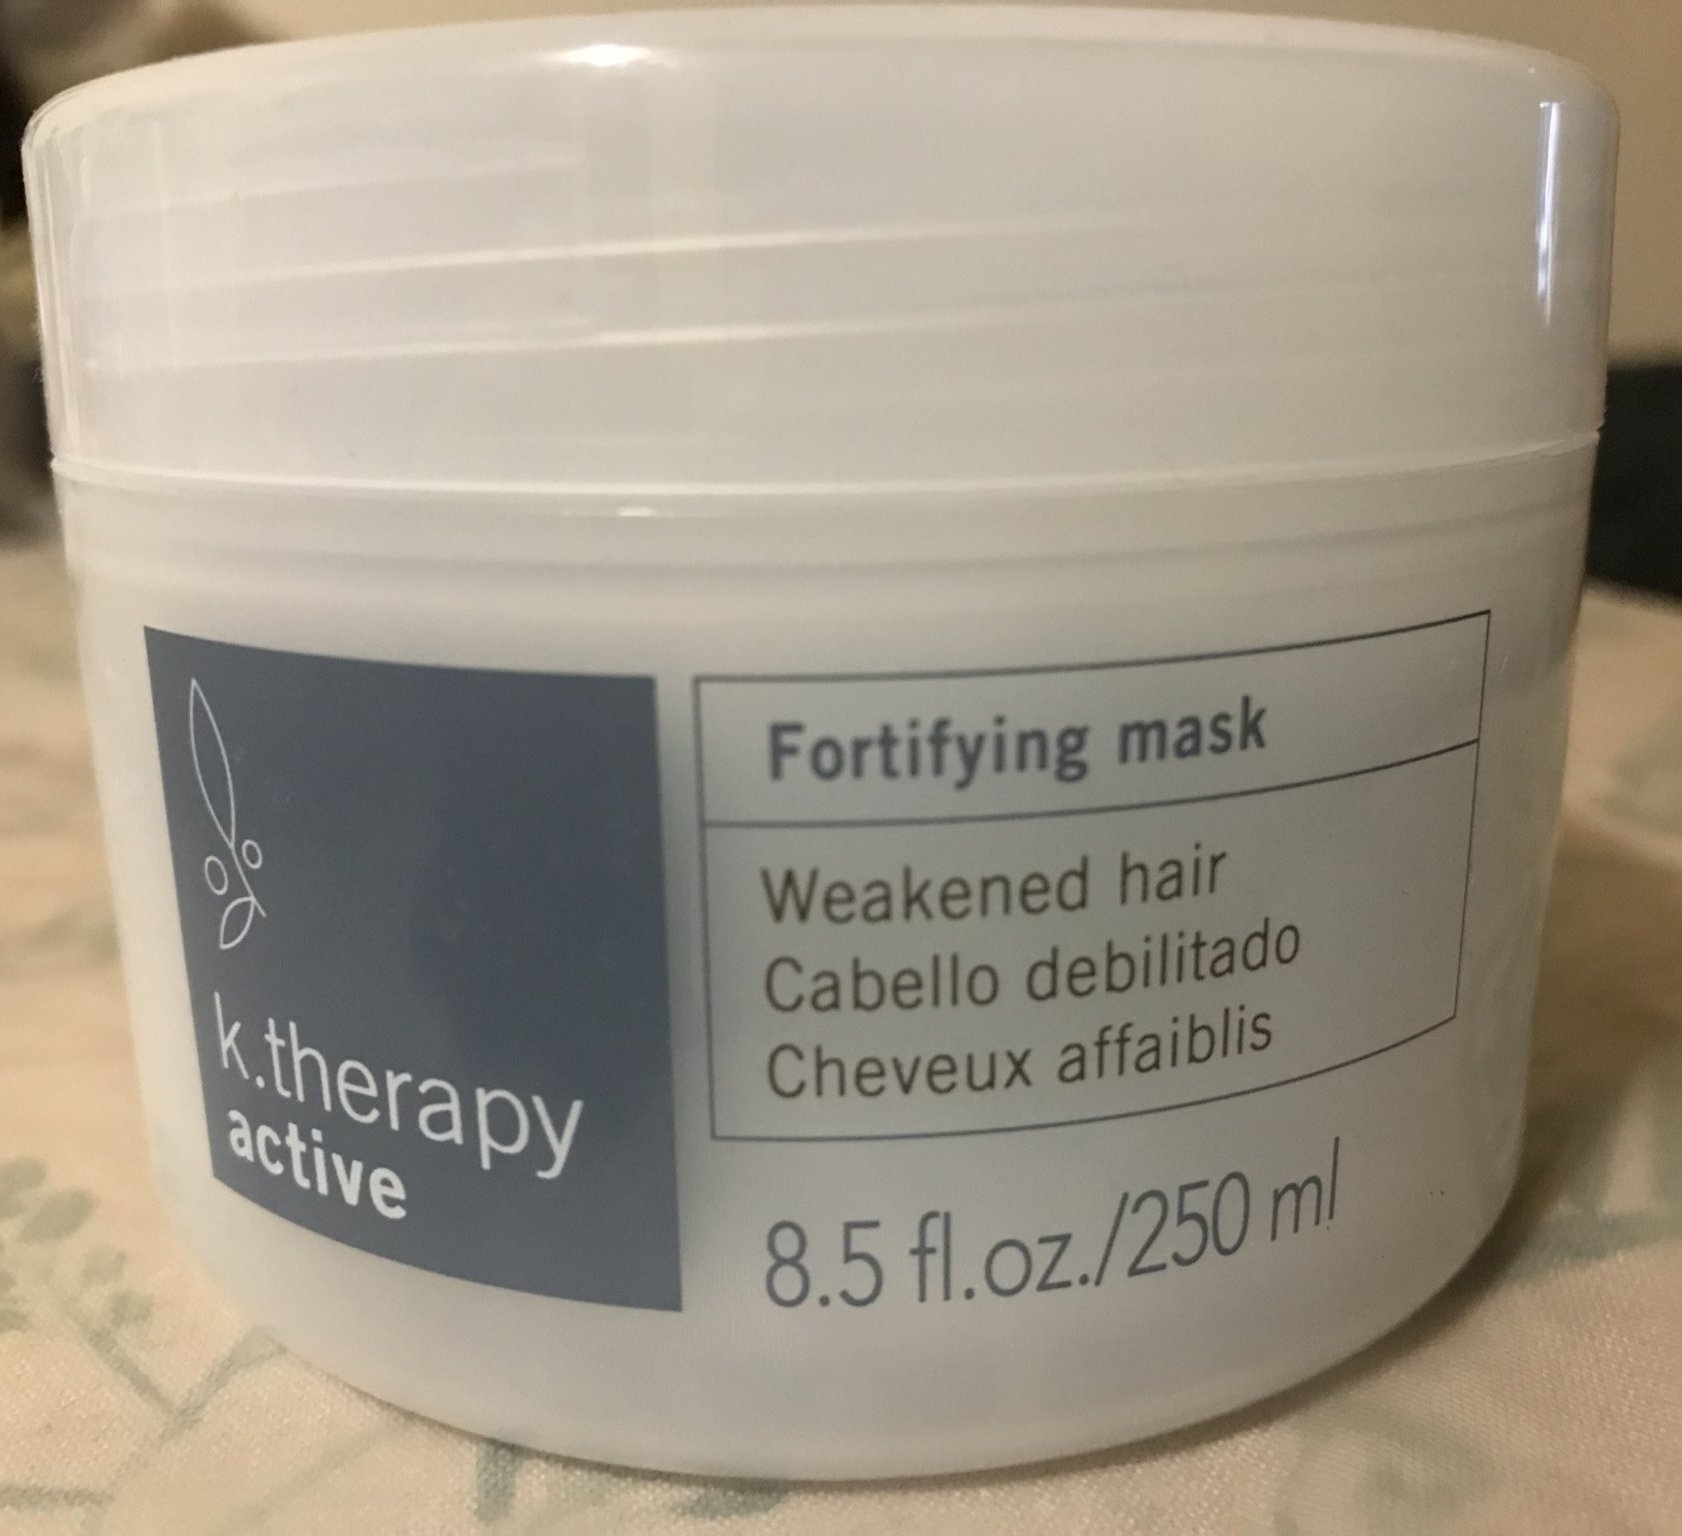 k.therapy
active
Fortifying mask
Weakened hair
Cabello debilitado
Cheveux affaiblis
8.5 fl.oz./250 ml